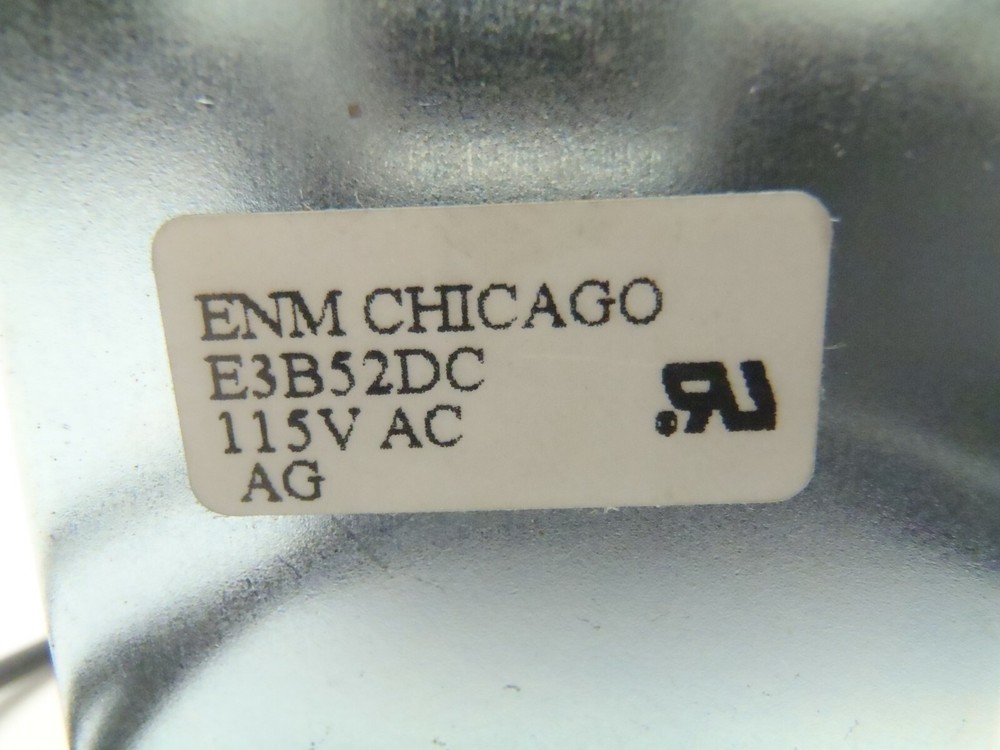 ENM CHICAGO
E3B52DC
115V AC
AG